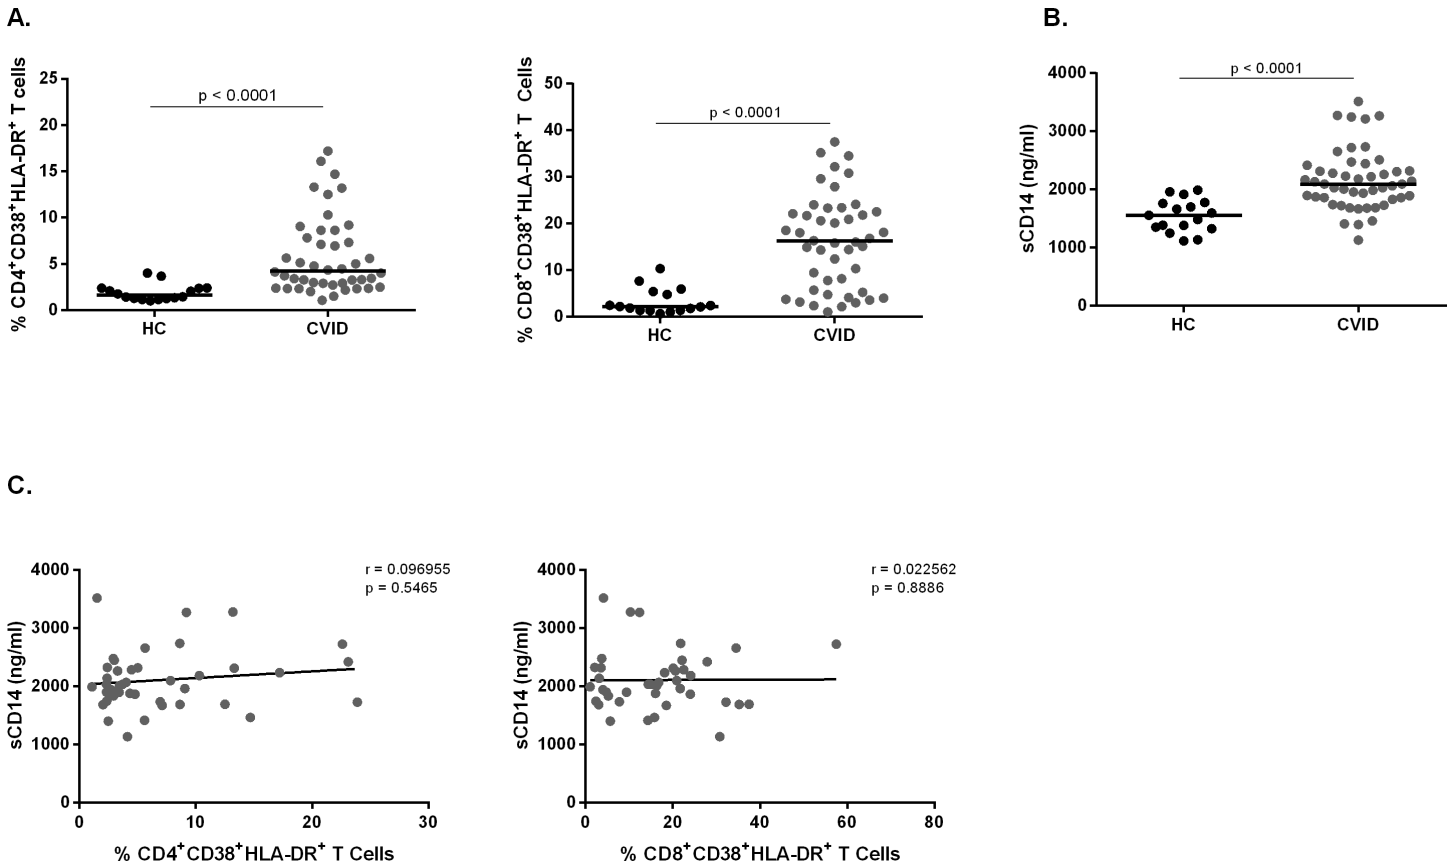 A.
% CD4+CD38+HLA-DR+ T cells
25
20
15
10
5
0
p < 0.0001
HC
CVID
% CD8+CD38+HLA-DR+ T Cells
50
40
30
20
10
0
p < 0.0001
HC
CVID
B.
sCD14 (ng/ml)
4000
3000
2000
1000
0
p < 0.0001
HC
CVID
C.
sCD14 (ng/ml)
4000
3000
2000
1000
0
r = 0.096955
p = 0.5465
0
10
20
30
% CD4+CD38+HLA-DR+ T Cells
sCD14 (ng/ml)
4000
3000
2000
1000
0
r = 0.022562
p = 0.8886
0
20
40
60
80
% CD8+CD38+HLA-DR+ T Cells